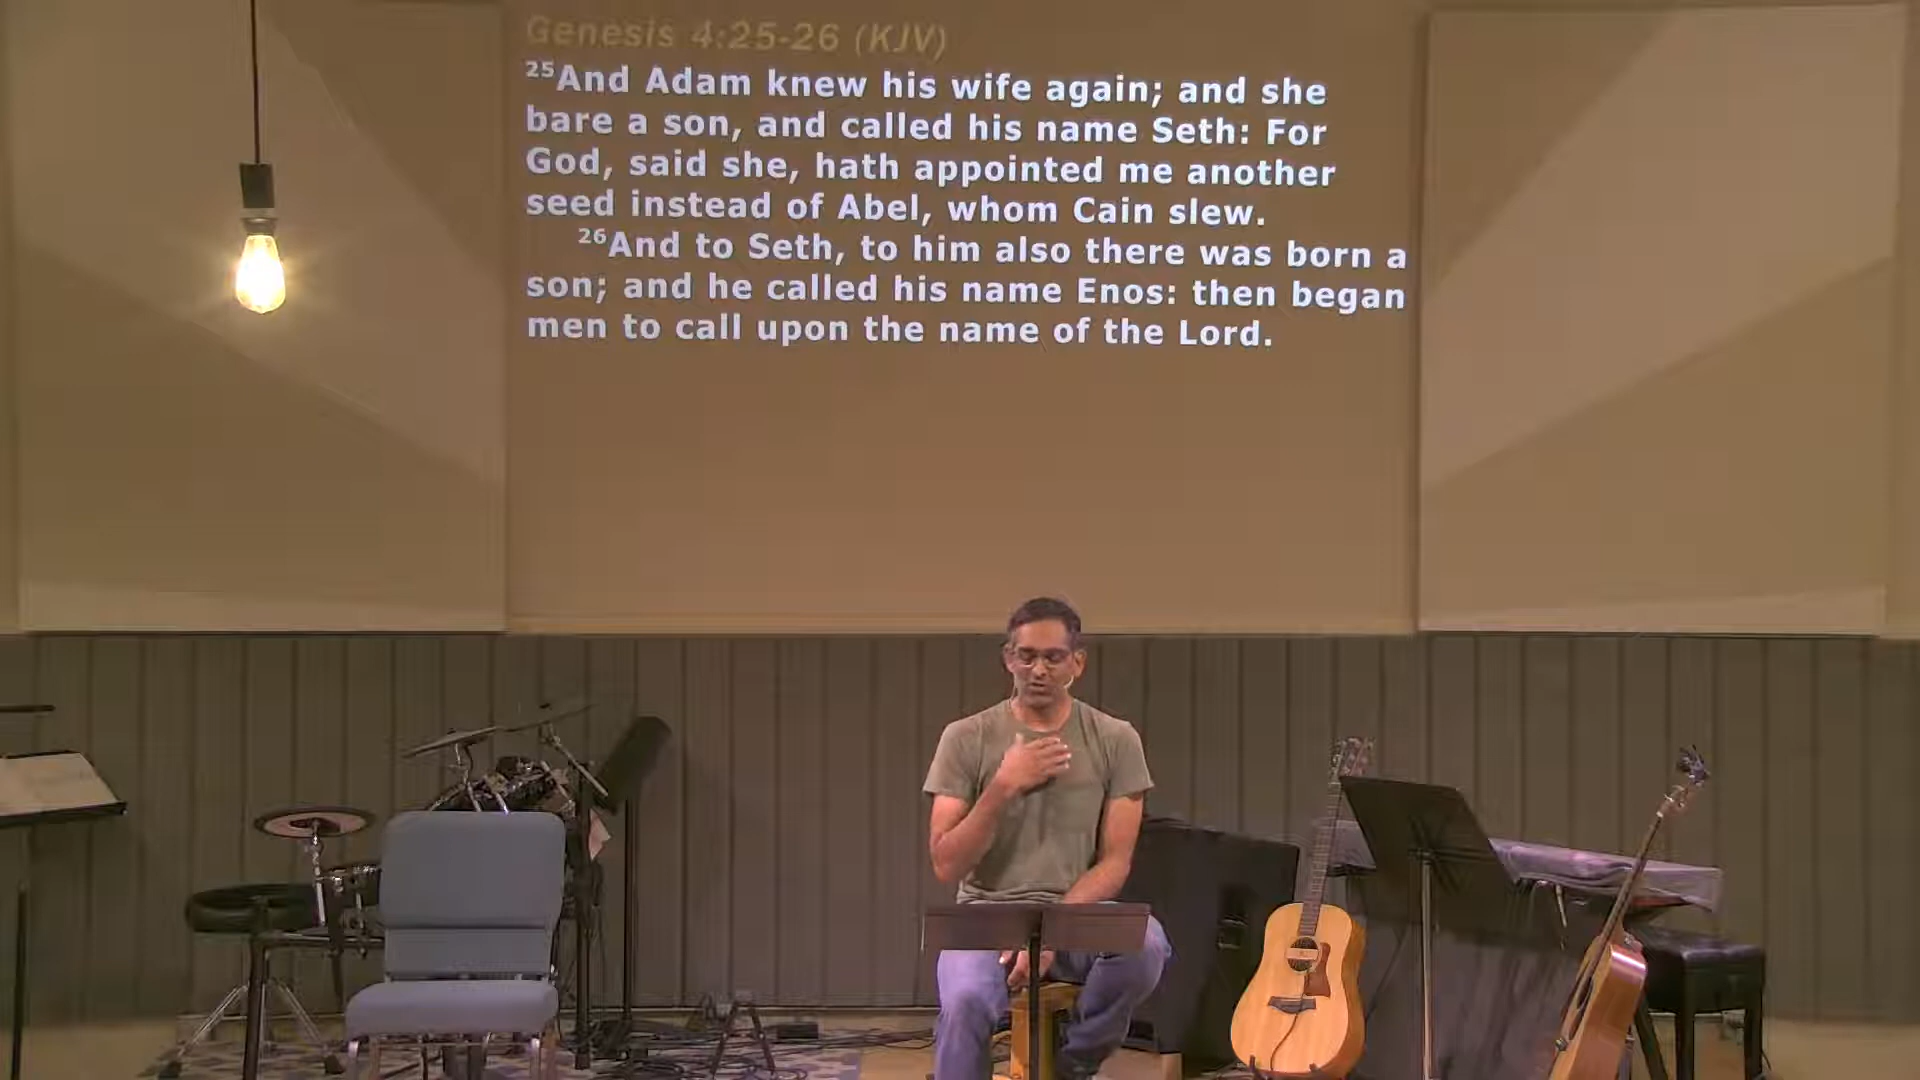 Genesis 4:25-26 (KJV)
25And Adam knew his wife again; and she
bare a son, and called his name Seth: For
God, said she, hath appointed me another
seed instead of Abel, whom Cain slew.
26And to Seth, to him also there was born a
son; and he called his name Enos: then began
men to call upon the name of the Lord.